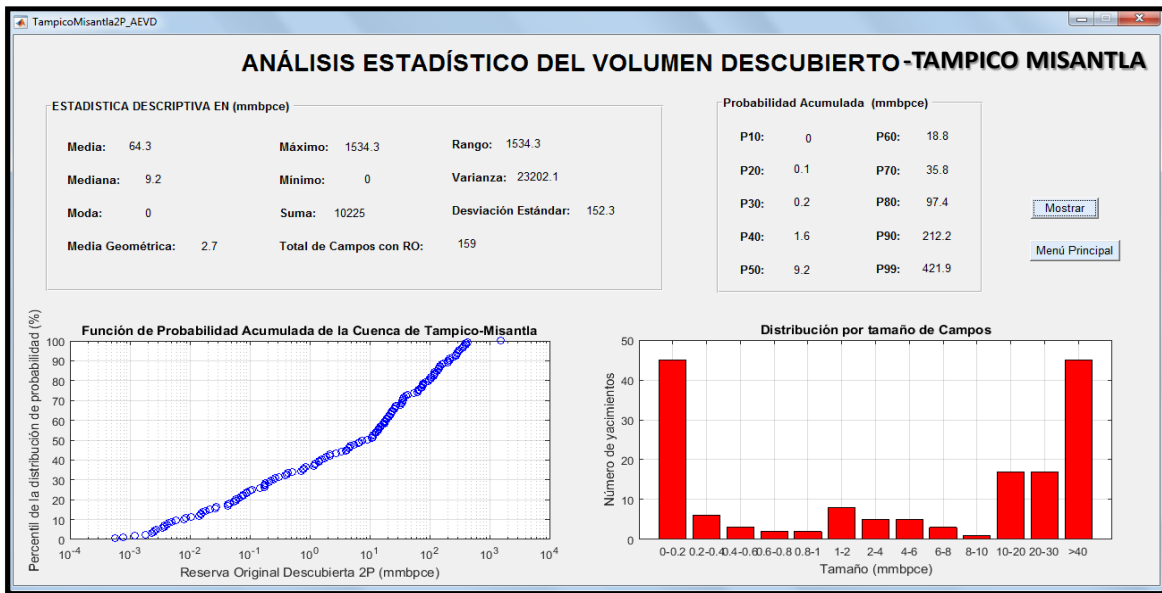 TampicoMisantla2P_AEVD
ANÁLISIS ESTADÍSTICO DEL VOLUMEN DESCUBIERTO-TAMPICO MISANTLA
ESTADISTICA DESCRIPTIVA EN (mmbpce)
Media: 64.3 Máximo: 1534.3 Rango: 1534.3
Mediana: 9.2 Mínimo: 0 Varianza: 23202.1
Moda: 0 Suma: 10225 Desviación Estándar: 152.3
Media Geométrica: 2.7 Total de Campos con RO: 159
Probabilidad Acumulada (mmbpce)
P10: 0 P60: 18.8
P20: 0.1 P70: 35.8
P30: 0.2 P80: 97.4
P40: 1.6 P90: 212.2
P50: 9.2 P99: 421.9
Mostrar
Menú Principal
Función de Probabilidad Acumulada de la Cuenca de Tampico-Misantla
Percentil de la distribución de probabilidad (%)
100
90
80
70
60
50
40
30
20
10
0
10^-4 10^-3 10^-2 10^-1 10^0 10^1 10^2 10^3 10^4
Reserva Original Descubierta 2P (mmbpce)
Distribución por tamaño de Campos
Número de yacimientos
50
40
30
20
10
0
0-0.2 0.2-0.4 0.4-0.6 0.6-0.8 0.8-1 1-2 2-4 4-6 6-8 8-10 10-20 20-30 >40
Tamaño (mmbpce)